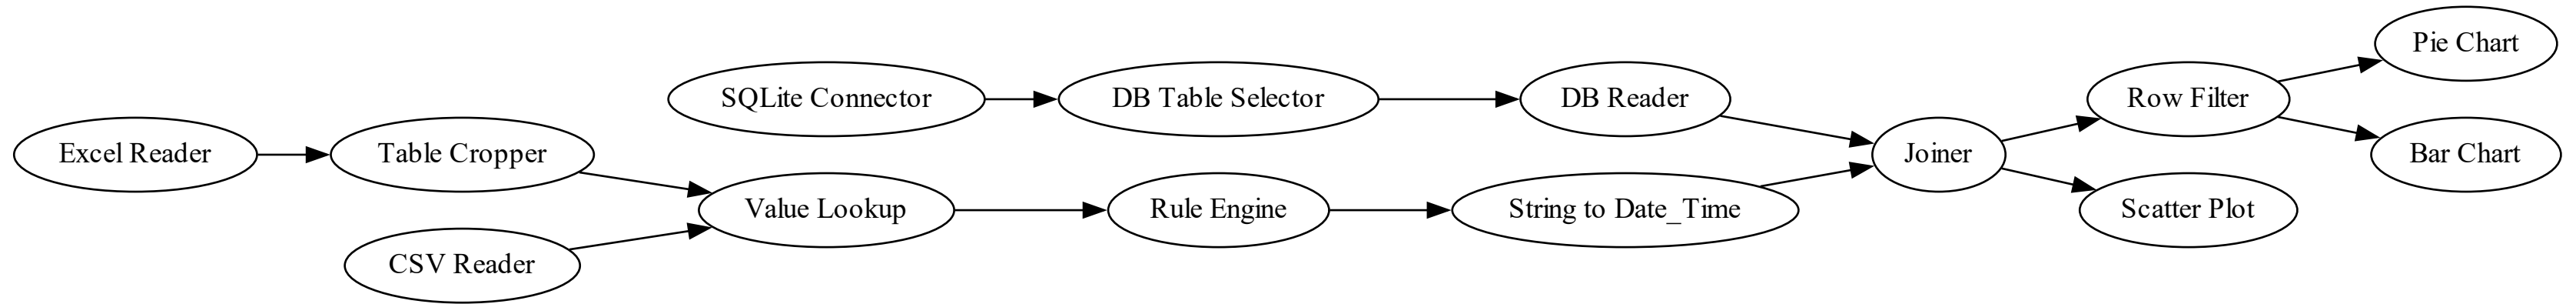 Pie Chart
SQLite Connector
DB Table Selector
DB Reader
Row Filter
Excel Reader
Table Cropper
Joiner
Bar Chart
Value Lookup
Rule Engine
String to Date_Time
Scatter Plot
CSV Reader